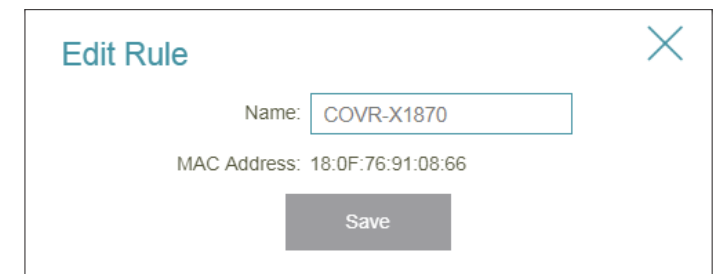 Edit Rule
Name: COVR-X1870
MAC Address: 18:0F:76:91:08:66
Save